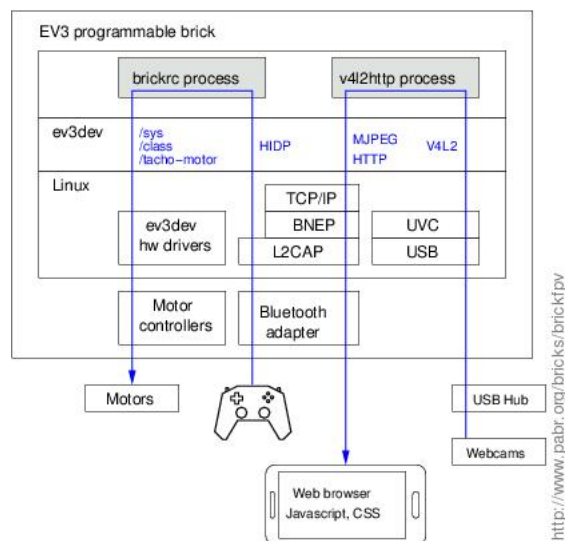 EV3 programmable brick
brickrc process
v4l2http process
ev3dev
/sys
/class
/tacho-motor
HIDP
MJPEG
HTTP
V4L2
Linux
TCP/IP
BNEP
L2CAP
ev3dev
hw drivers
UVC
USB
Motor
controllers
Bluetooth
adapter
Motors
USB Hub
Webcams
Web browser
Javascript, CSS
http://www.pabr.org/bricks/brickfpv